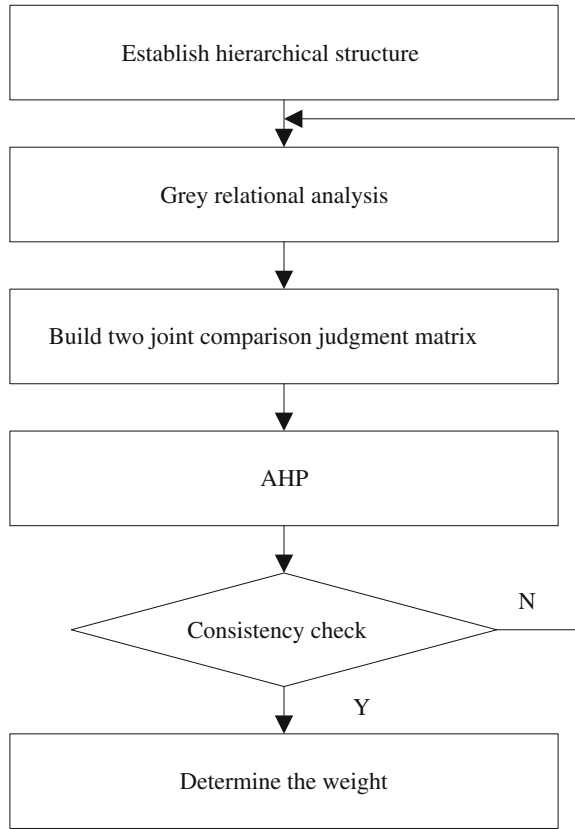 Establish hierarchical structure
Grey relational analysis
Build two joint comparison judgment matrix
AHP
Consistency check
N
Y
Determine the weight